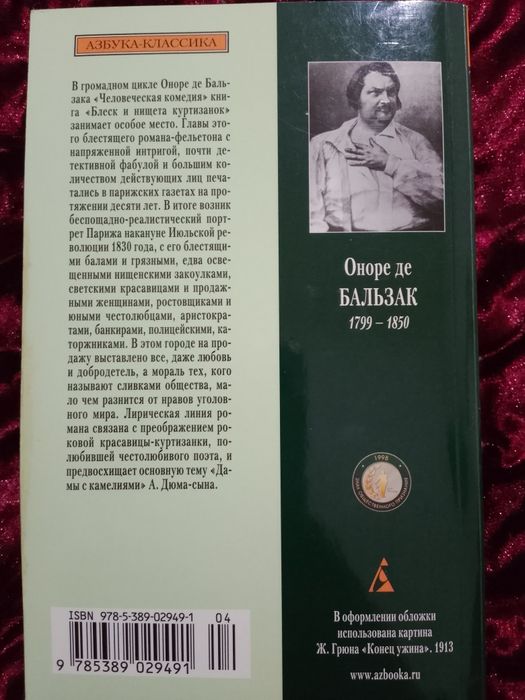 АЗБУКА-КЛАССИКА
В громадном цикле Оноре де Баль-
зака «Человеческая комедия» кни-
га «Блеск и нищета куртизанок»
занимает особое место. Главы это-
го блестящего романа-фельетона с
напряженной интригой, почти де-
тективной фабулой и большим ко-
личеством действующих лиц печа-
тались в парижских газетах на про-
тяжении десяти лет. В итоге возник
беспощадно-реалистический порт-
рет Парижа накануне Июльской ре-
волюции 1830 года, с его блестящи-
ми балами и грязными, едва осве-
щенными нищенскими закоулками,
светскими красавицами и продаж-
ными женщинами, ростовщиками и
юными честолюбцами, аристокра-
тами, банкирами, полицейскими, ка-
торжниками. В этом городе на про-
дажу выставлено все, даже любовь
и добродетель, а мораль тех, кого
называют сливками общества, ма-
ло чем разнится от нравов уголов-
ного мира. Лирическая линия ро-
мана связана с преображением ро-
ковой красавицы-куртизанки, по-
любившей честолюбивого поэта, и
предвосхищает основную тему «Да-
мы с камелиями» А. Дюма-сына.
ISBN 978-5-389-02949-1
04
9 785389 029491
Оноре де
БАЛЬЗАК
1799 – 1850
1998
ЗНАК ОБЩЕСТВЕННОГО ПРИЗНАНИЯ
В оформлении обложки
использована картина
Ж. Грюна «Конец ужина». 1913
www.azbooka.ru